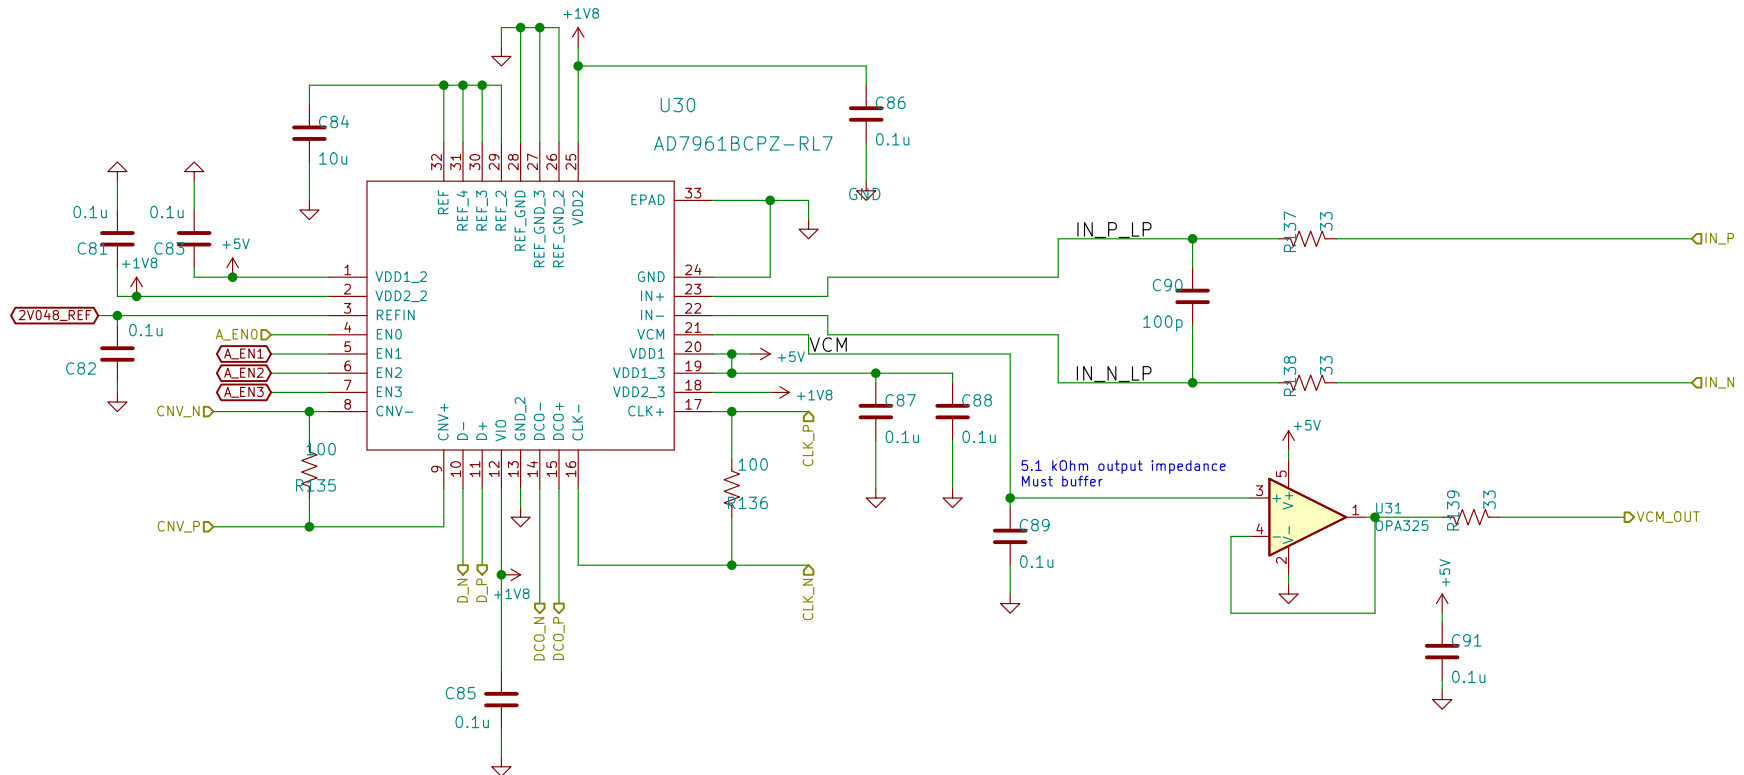 +1V8
U30
AD7961BCPZ-RL7
C84
10u
C86
0.1u
GND
32
31
30
29
28
27
26
25
REF
REF_4
REF_3
REF_2
REF_GND
REF_GND_3
REF_GND_2
VDD2
0.1u
C81
+1V8
0.1u
C83
+5V
2V048_REF
0.1u
C82
A_EN0
A_EN1
A_EN2
A_EN3
CNV_N
CNV_P
100
R135
1 VDD1_2
2 VDD2_2
3 REFIN
4 EN0
5 EN1
6 EN2
7 EN3
8 CNV-
EPAD 33
GND 24
IN+ 23
IN- 22
VCM 21
VDD1 20
VDD1_3 19
VDD2_3 18
CLK+ 17
CNV+
D-
D+
VIO
GND_2
DCO-
DCO+
CLK-
9
10
11
12
13
14
15
16
D_N
D_P
+1V8
DCO_N
DCO_P
C85
0.1u
VCM
+5V
+1V8
CLK_P
100
R136
CLK_N
C87
0.1u
C88
0.1u
IN_P_LP
R137
33
IN_P
C90
100p
IN_N_LP
R138
33
IN_N
5.1 kOhm output impedance
Must buffer
C89
0.1u
+5V
3
4
5
2
1
+
-
V+
V-
U31
OPA325
R139
33
VCM_OUT
+5V
C91
0.1u